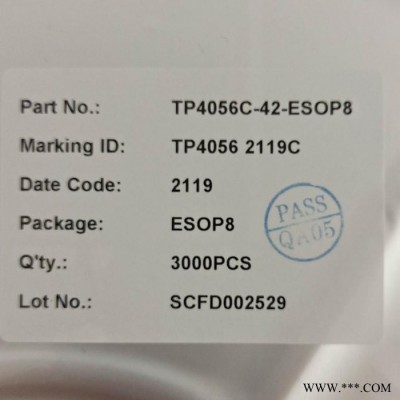 Part No.: TP4056C-42-ESOP8
Marking ID: TP4056 2119C
Date Code: 2119
Package: ESOP8
Q'ty.: 3000PCS
Lot No.: SCFD002529
PASS
QA05
WWW.***.COM